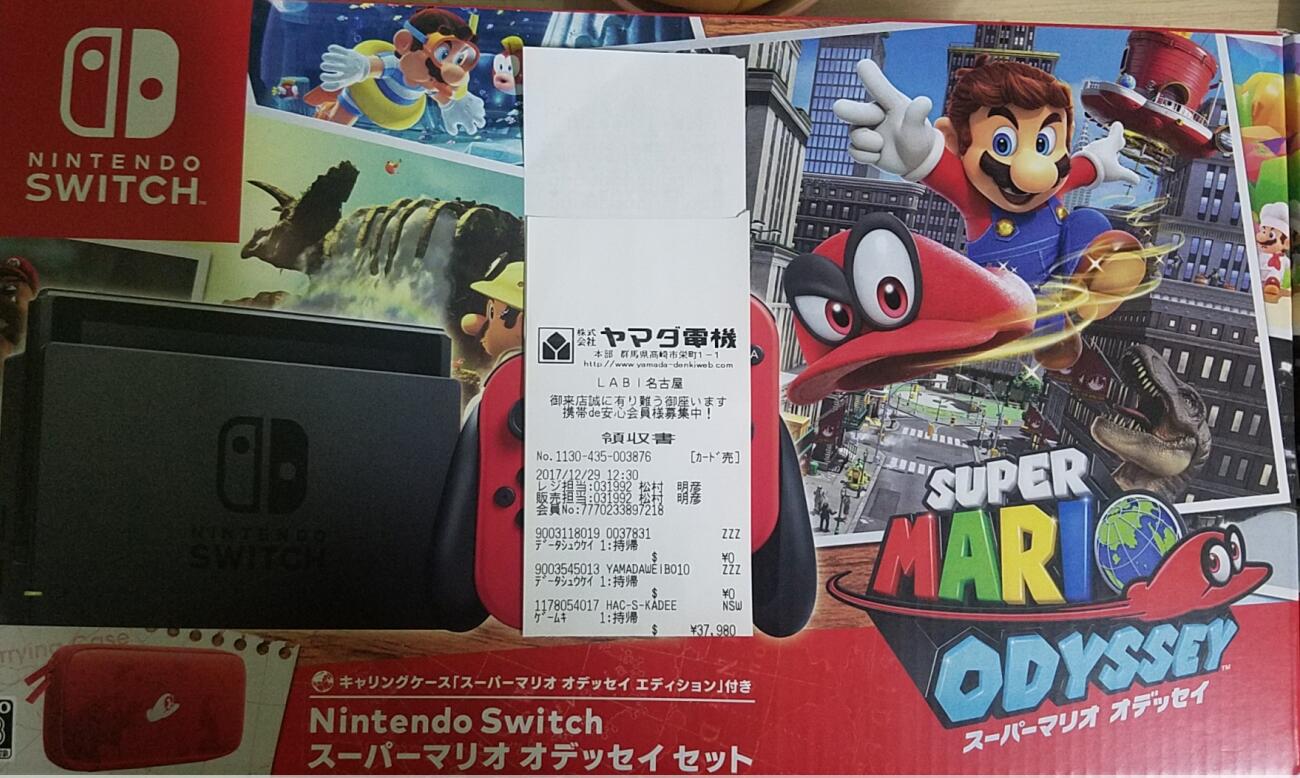 NINTENDO
SWITCH™
株式会社 ヤマダ電機
本部 群馬県高崎市栄町1-1
http://www.yamada-denkiweb.com
LABI名古屋
御来店誠に有り難う御座います
携帯de安心会員様募集中!
領収書
No.1130-435-003876 [カード売]
2017/12/29 12:30
レジ担当:031992 松村 明彦
販売担当:031992 松村 明彦
会員No:7770233897218
9003118019 0037831 ZZZ
データシュウケイ 1:持帰
$ ¥0
9003545013 YAMADAWEIBO10 ZZZ
データシュウケイ 1:持帰
$ ¥0
1178054017 HAC-S-KADEE NSW
ゲームキ 1:持帰
$ ¥37,980
A
NINTENDO
SWITCH
SUPER
MARIO
ODYSSEY™
スーパーマリオ オデッセイ
rrying Case
キャリングケース「スーパーマリオ オデッセイ エディション」付き
Nintendo Switch
スーパーマリオ オデッセイ セット